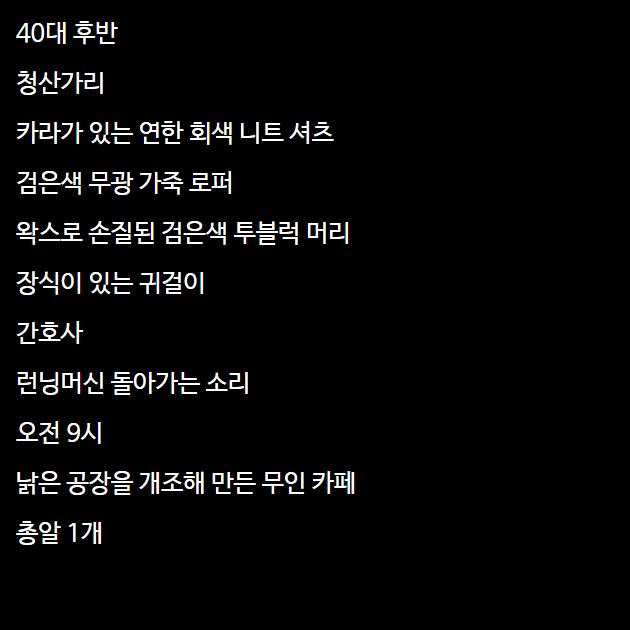 40대 후반
청산가리
카라가 있는 연한 회색 니트 셔츠
검은색 무광 가죽 로퍼
왁스로 손질된 검은색 투블럭 머리
장식이 있는 귀걸이
간호사
런닝머신 돌아가는 소리
오전 9시
낡은 공장을 개조해 만든 무인 카페
총알 1개